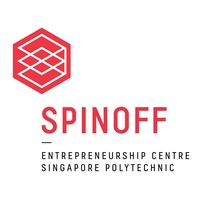 SPINOFF
ENTREPRENEURSHIP CENTRE
SINGAPORE POLYTECHNIC